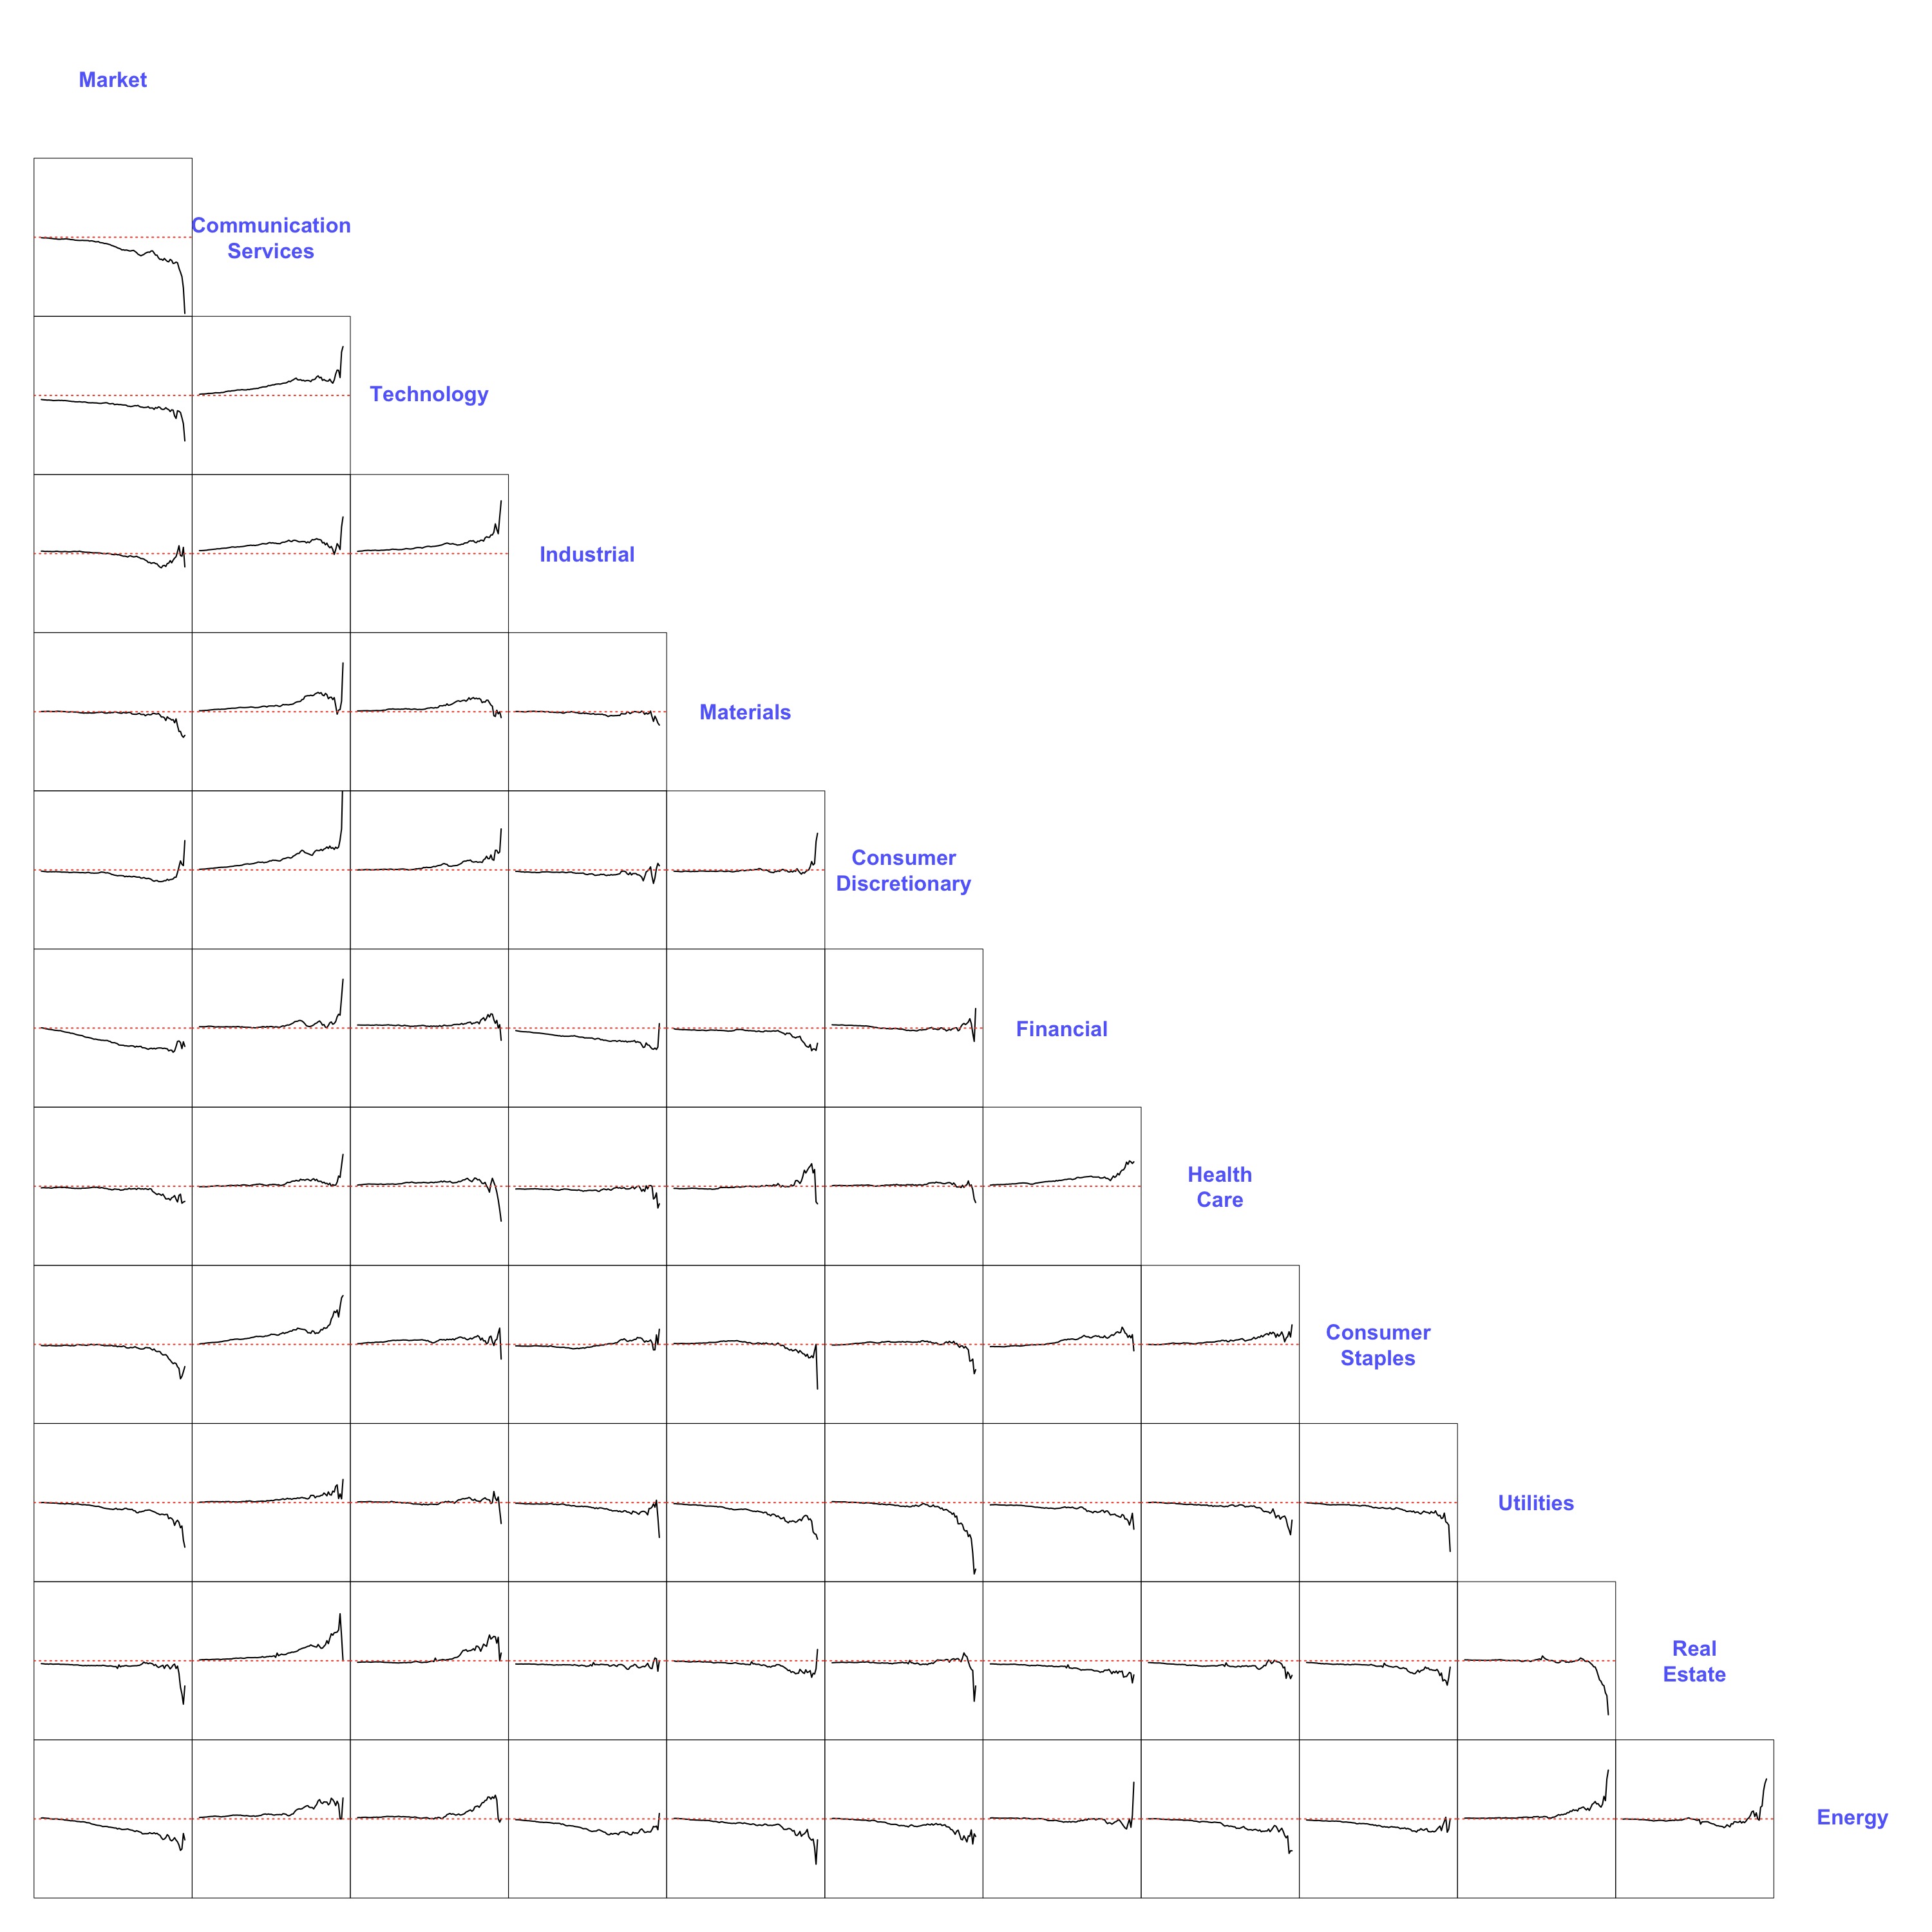 Market
Communication
Services
Technology
Industrial
Materials
Consumer
Discretionary
Financial
Health
Care
Consumer
Staples
Utilities
Real
Estate
Energy